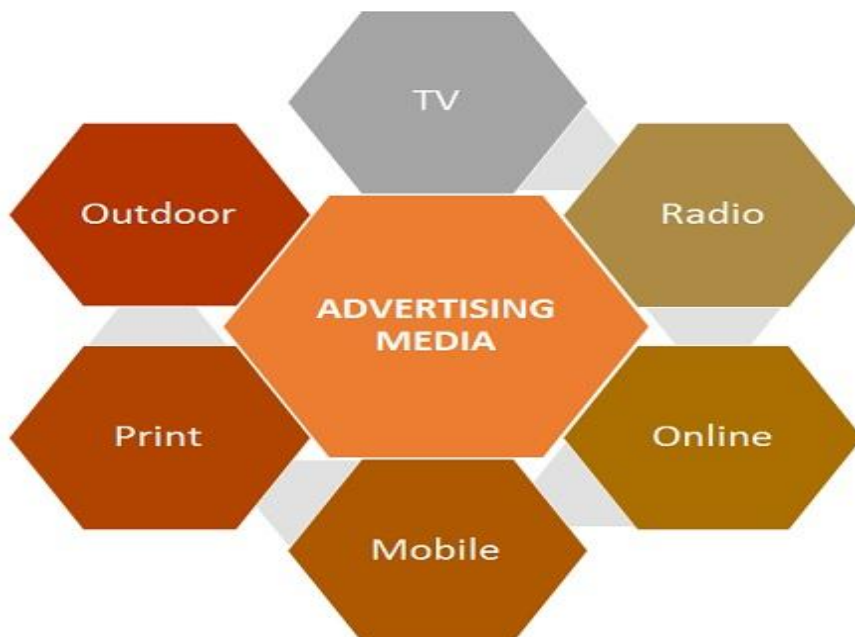 TV
Outdoor
Radio
ADVERTISING
MEDIA
Print
Online
Mobile